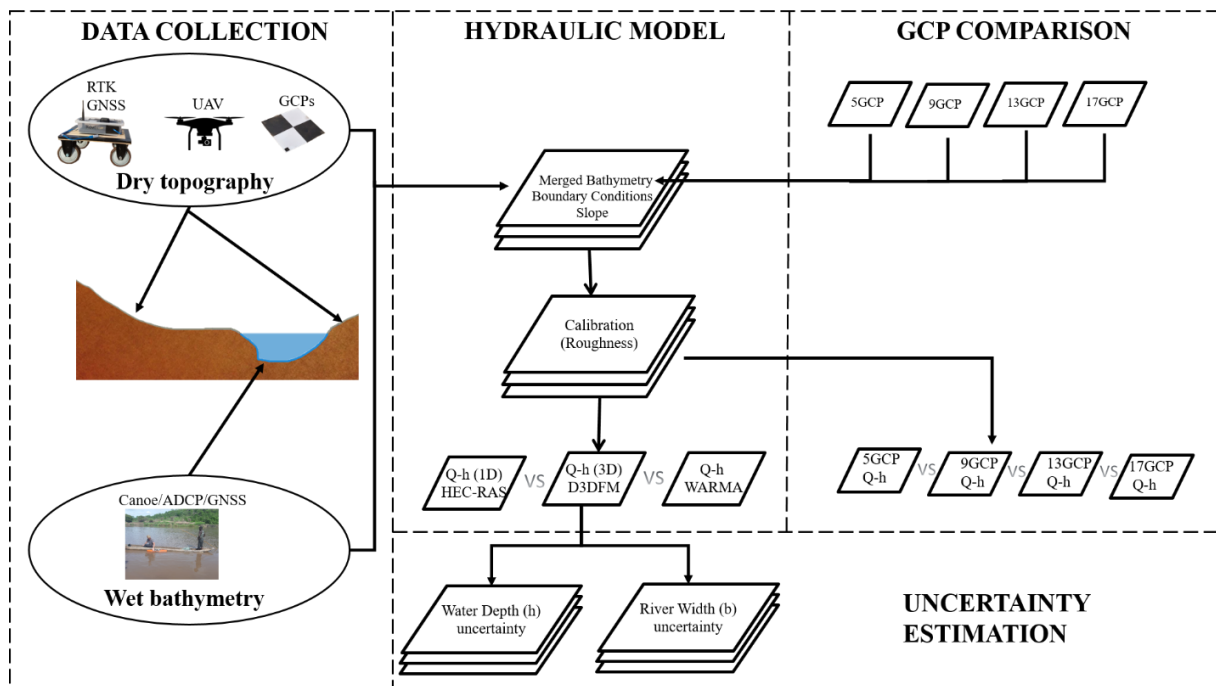 DATA COLLECTION
RTK
GNSS
UAV
GCPs
Dry topography
Canoe/ADCP/GNSS
Wet bathymetry
HYDRAULIC MODEL
Merged Bathymetry
Boundary Conditions
Slope
Calibration
(Roughness)
Q-h (1D)
HEC-RAS
VS
Q-h (3D)
D3DFM
VS
Q-h
WARMA
GCP COMPARISON
5GCP
9GCP
13GCP
17GCP
5GCP
Q-h
VS
9GCP
Q-h
VS
13GCP
Q-h
VS
17GCP
Q-h
Water Depth (h)
uncertainty
River Width (b)
uncertainty
UNCERTAINTY
ESTIMATION